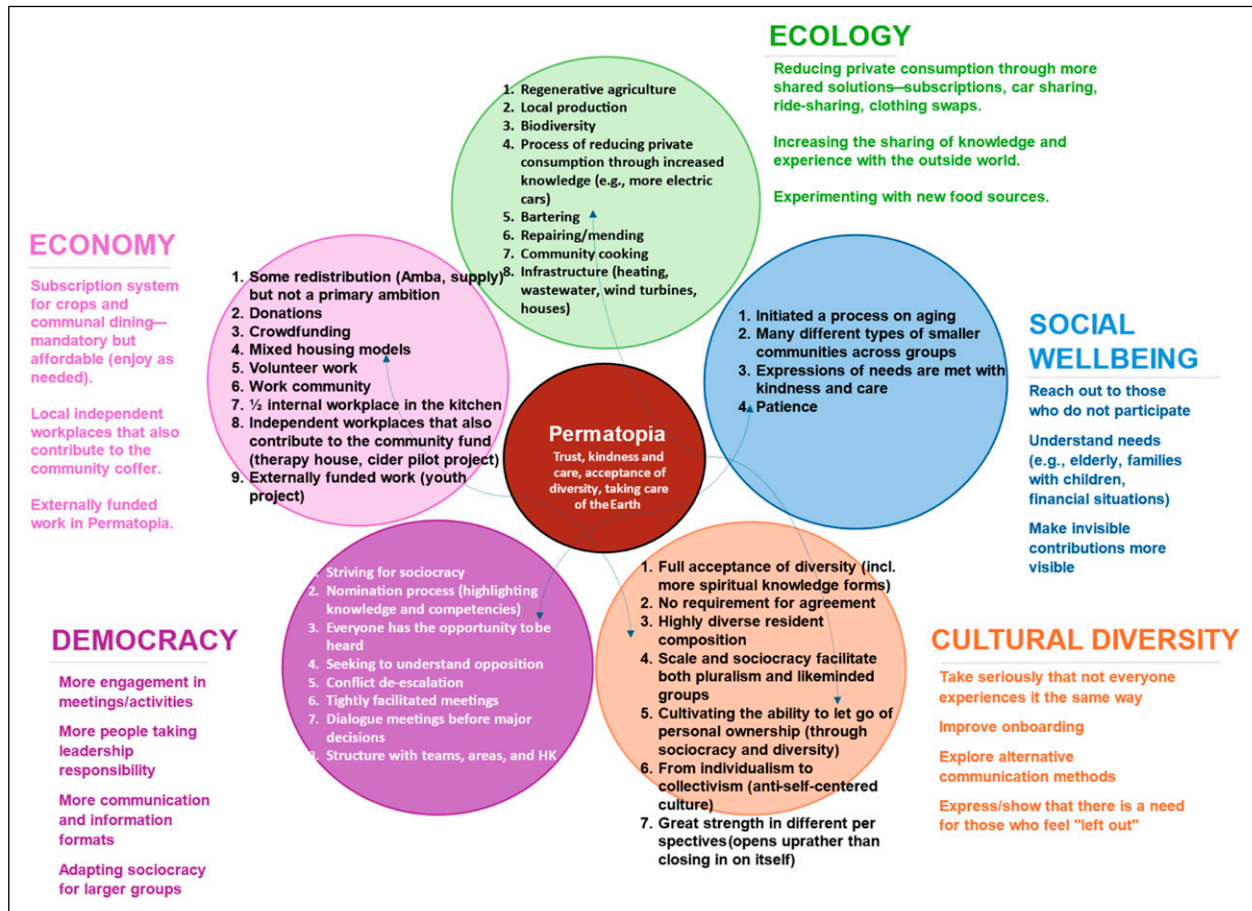 ECOLOGY
Reducing private consumption through more
shared solutions—subscriptions, car sharing,
ride-sharing, clothing swaps.
Increasing the sharing of knowledge and
experience with the outside world.
Experimenting with new food sources.
1. Regenerative agriculture
2. Local production
3. Biodiversity
4. Process of reducing private
consumption through increased
knowledge (e.g., more electric
cars)
5. Bartering
6. Repairing/mending
7. Community cooking
8. Infrastructure (heating,
wastewater, wind turbines,
houses)
ECONOMY
Subscription system
for crops and
communal dining—
mandatory but
affordable (enjoy as
needed).
Local independent
workplaces that also
contribute to the
community coffer.
Externally funded
work in Permatopia.
1. Some redistribution (Amba, supply)
but not a primary ambition
2. Donations
3. Crowdfunding
4. Mixed housing models
5. Volunteer work
6. Work community
7. ½ internal workplace in the kitchen
8. Independent workplaces that also
contribute to the community fund
(therapy house, cider pilot project)
9. Externally funded work (youth
project)
1. Initiated a process on aging
2. Many different types of smaller
communities across groups
3. Expressions of needs are met with
kindness and care
4. Patience
SOCIAL
WELLBEING
Reach out to those
who do not participate
Understand needs
(e.g., elderly, families
with children,
financial situations)
Make invisible
contributions more
visible
Permatopia
Trust, kindness and
care, acceptance of
diversity, taking care
of the Earth
DEMOCRACY
More engagement in
meetings/activities
More people taking
leadership
responsibility
More communication
and information
formats
Adapting sociocracy
for larger groups
1. Striving for sociocracy
2. Nomination process (highlighting
knowledge and competencies)
3. Everyone has the opportunity to be
heard
4. Seeking to understand opposition
5. Conflict de-escalation
6. Tightly facilitated meetings
7. Dialogue meetings before major
decisions
8. Structure with teams, areas, and HK
1. Full acceptance of diversity (incl.
more spiritual knowledge forms)
2. No requirement for agreement
3. Highly diverse resident
composition
4. Scale and sociocracy facilitate
both pluralism and likeminded
groups
5. Cultivating the ability to let go of
personal ownership (through
sociocracy and diversity)
6. From individualism to
collectivism (anti-self-centered
culture)
7. Great strength in different per
spectives(opens uprather than
closing in on itself)
CULTURAL DIVERSITY
Take seriously that not everyone
experiences it the same way
Improve onboarding
Explore alternative
communication methods
Express/show that there is a need
for those who feel "left out"